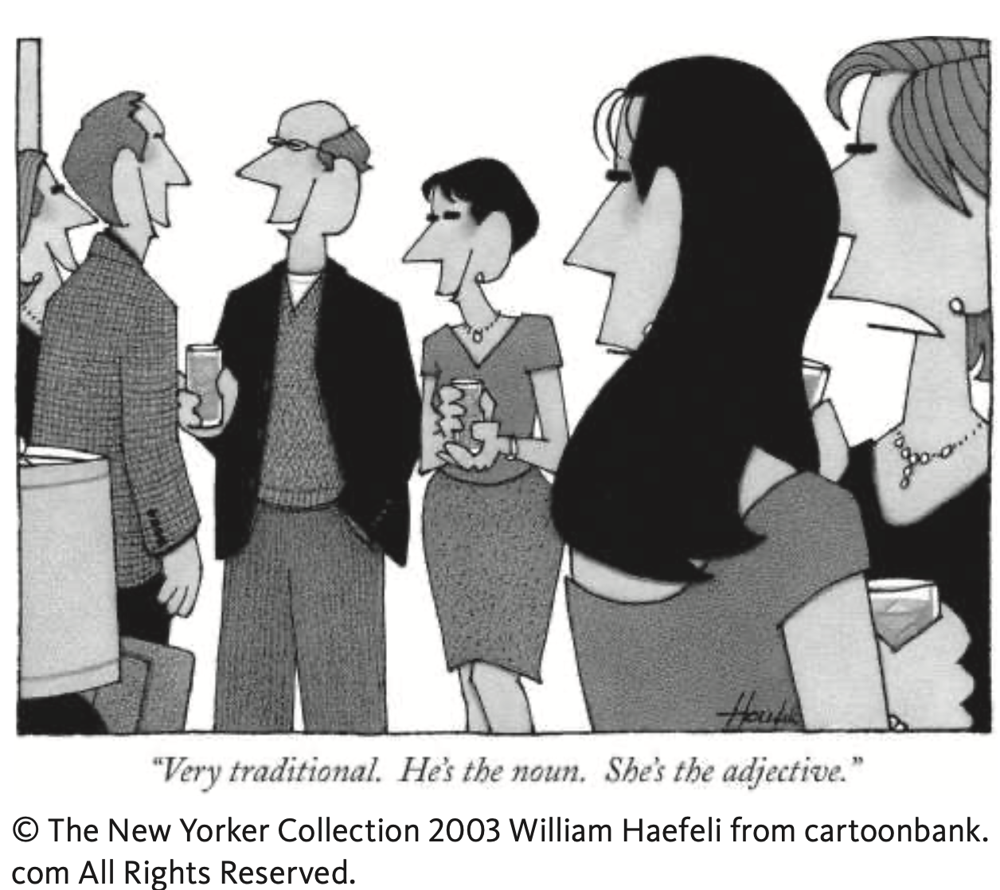 Haefeli
"Very traditional. He's the noun. She's the adjective."
© The New Yorker Collection 2003 William Haefeli from cartoonbank.
com All Rights Reserved.